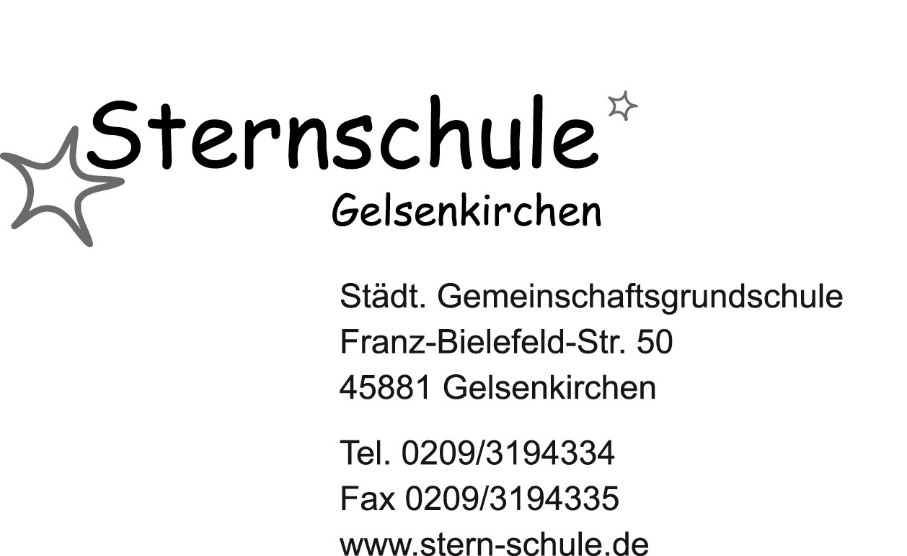 Sternschule
Gelsenkirchen
Städt. Gemeinschaftsgrundschule
Franz-Bielefeld-Str. 50
45881 Gelsenkirchen
Tel. 0209/3194334
Fax 0209/3194335
www.stern-schule.de